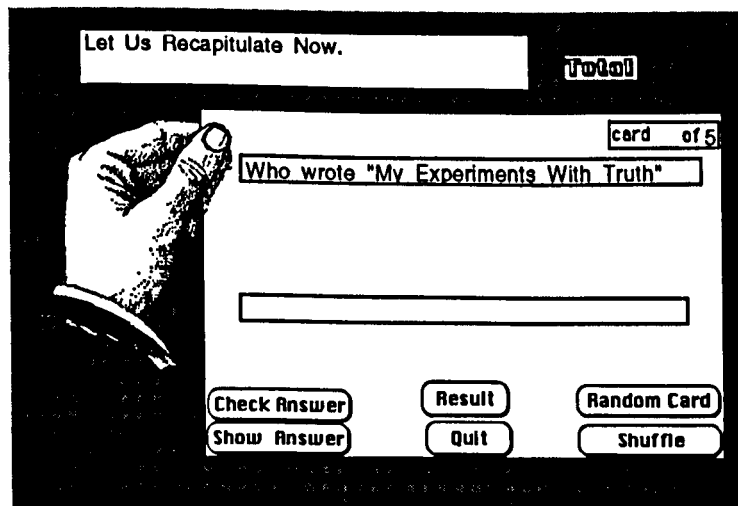 Let Us Recapitulate Now.
Total
card of 5
Who wrote "My Experiments With Truth"
Check Answer
Result
Random Card
Show Answer
Quit
Shuffle